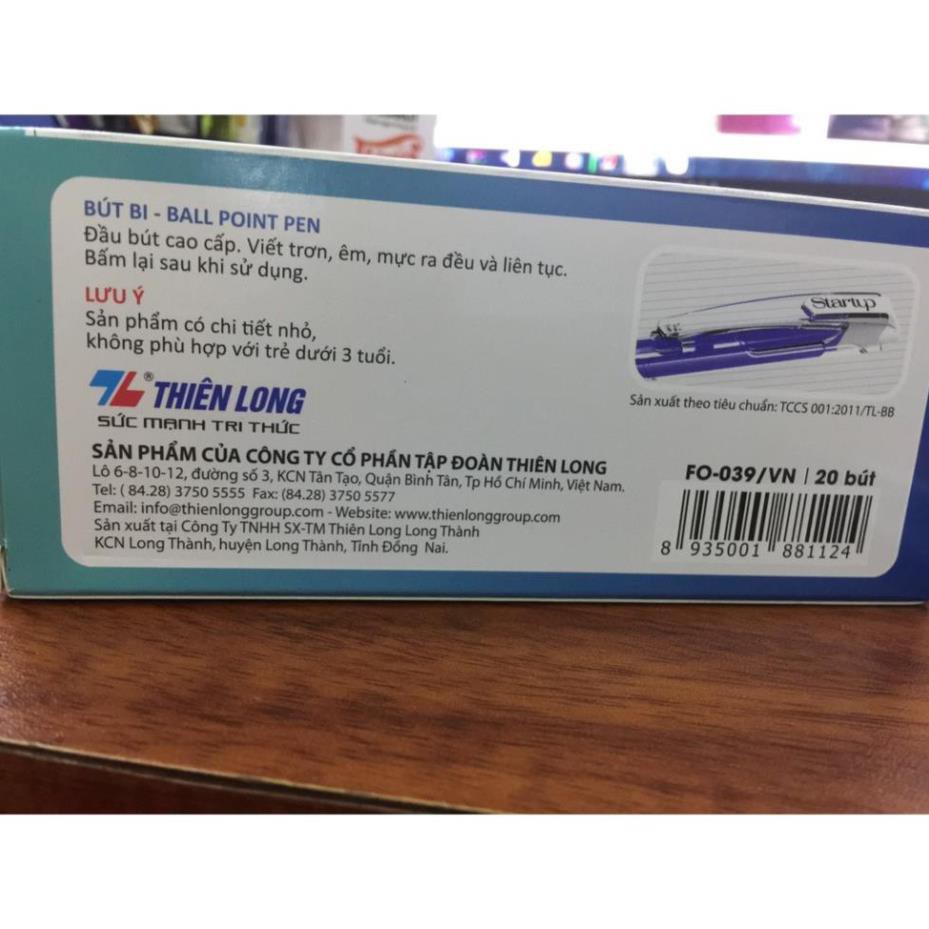 BÚT BI - BALL POINT PEN
Đầu bút cao cấp. Viết trơn, êm, mực ra đều và liên tục.
Bấm lại sau khi sử dụng.
LƯU Ý
Sản phẩm có chi tiết nhỏ,
không phù hợp với trẻ dưới 3 tuổi.
TL® THIÊN LONG
SỨC MẠNH TRI THỨC
SẢN PHẨM CỦA CÔNG TY CỔ PHẦN TẬP ĐOÀN THIÊN LONG
Lô 6-8-10-12, đường số 3, KCN Tân Tạo, Quận Bình Tân, Tp Hồ Chí Minh, Việt Nam.
Tel: ( 84.28) 3750 5555 Fax: (84.28) 3750 5577
Email: info@thienlonggroup.com - Website: www.thienlonggroup.com
Sản xuất tại Công Ty TNHH SX-TM Thiên Long Long Thành
KCN Long Thành, huyện Long Thành, Tỉnh Đồng Nai.
Startup
Sản xuất theo tiêu chuẩn: TCCS 001:2011/TL-BB
FO-039/VN | 20 bút
8 935001 881124